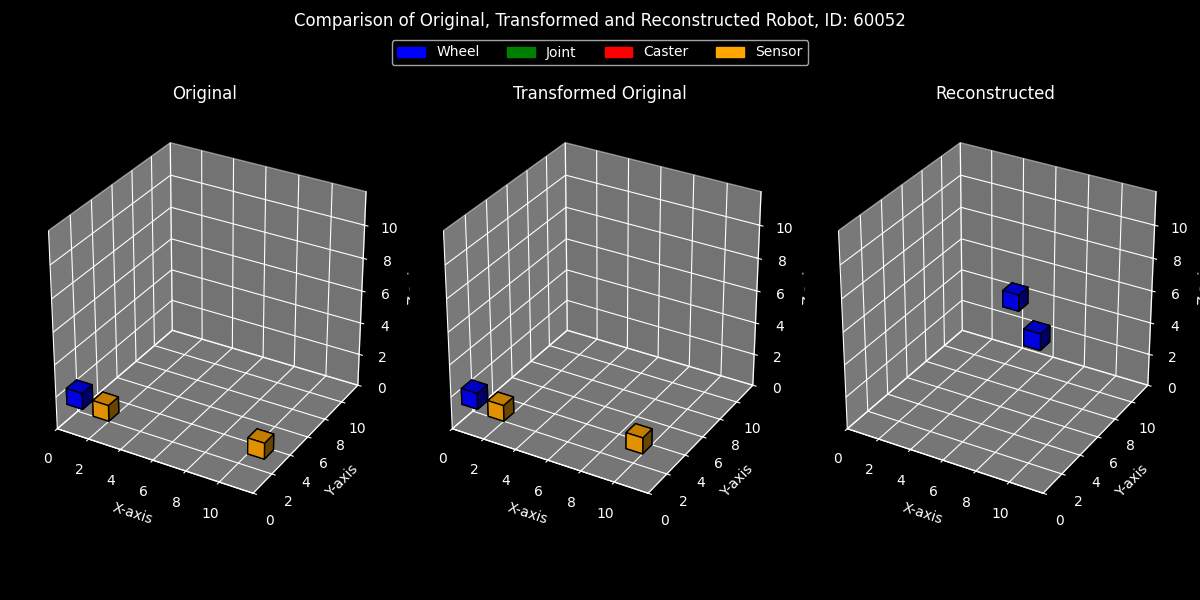 Comparison of Original, Transformed and Reconstructed Robot, ID: 60052
Wheel Joint Caster Sensor
Original Transformed Original Reconstructed
10 10 10
8 8 8
6 6 6
4 4 4
2 2 2
0 0 0
0 2 4 6 8 10 0 2 4 6 8 10 0 2 4 6 8 10
0 2 4 6 8 10 0 2 4 6 8 10 0 2 4 6 8 10
X-axis Y-axis X-axis Y-axis X-axis Y-axis